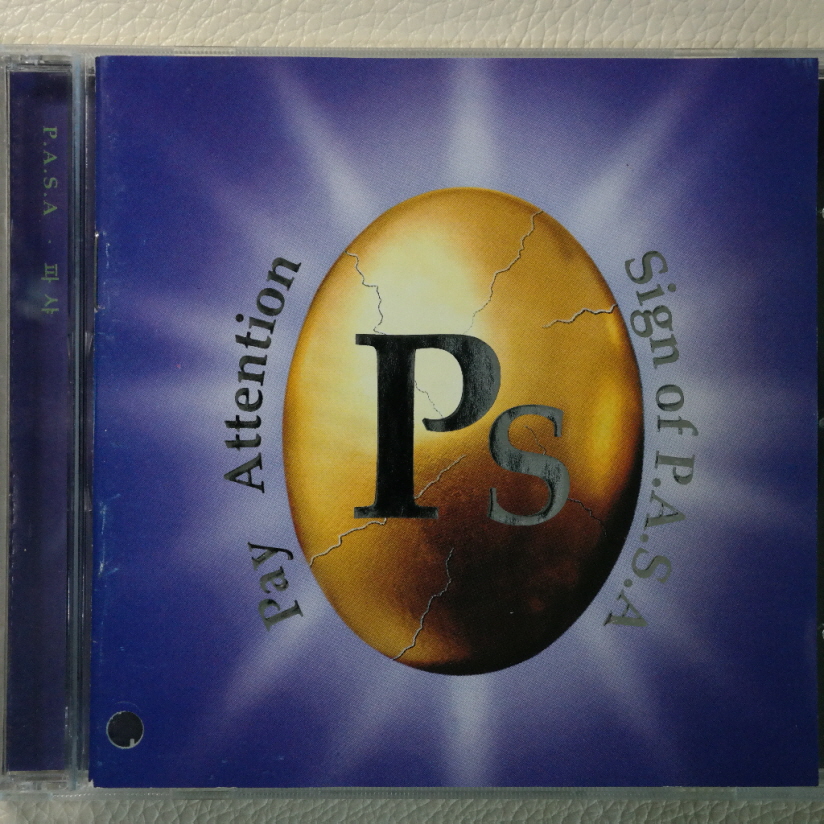 P.A.S.A · 파사
Pay Attention
Sign of P.A.S.A
Ps